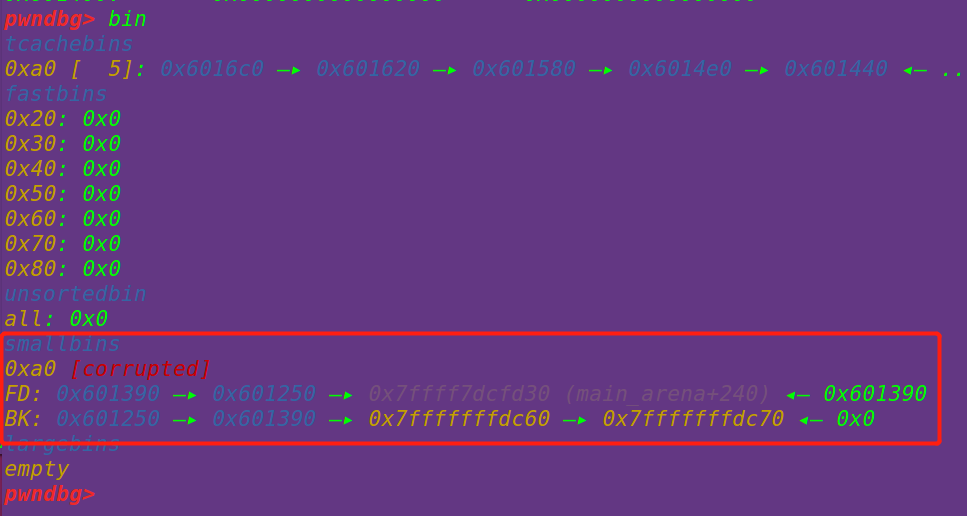 pwndbg> bin
tcachebins
0xa0 [  5]: 0x6016c0 —▸ 0x601620 —▸ 0x601580 —▸ 0x6014e0 —▸ 0x601440 ◂— ..
fastbins
0x20: 0x0
0x30: 0x0
0x40: 0x0
0x50: 0x0
0x60: 0x0
0x70: 0x0
0x80: 0x0
unsortedbin
all: 0x0
smallbins
0xa0 [corrupted]
FD: 0x601390 —▸ 0x601250 —▸ 0x7ffff7dcfd30 (main_arena+240) ◂— 0x601390
BK: 0x601250 —▸ 0x601390 —▸ 0x7fffffffdc60 —▸ 0x7fffffffdc70 ◂— 0x0
largebins
empty
pwndbg>